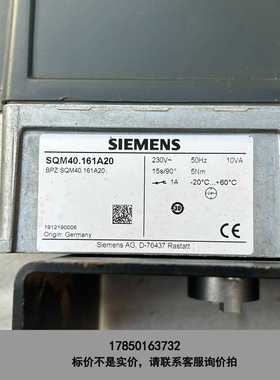 SIEMENS
SQM40.161A20
BPZ:SQM40.161A20
230V~ 50Hz 10VA
15s/90° 5Nm
1A -20°C...+60°C
1912190006
Origin: Germany
Siemens AG, D-76437 Rastatt
17850163732
标价不是实价，请联系客服询价拍